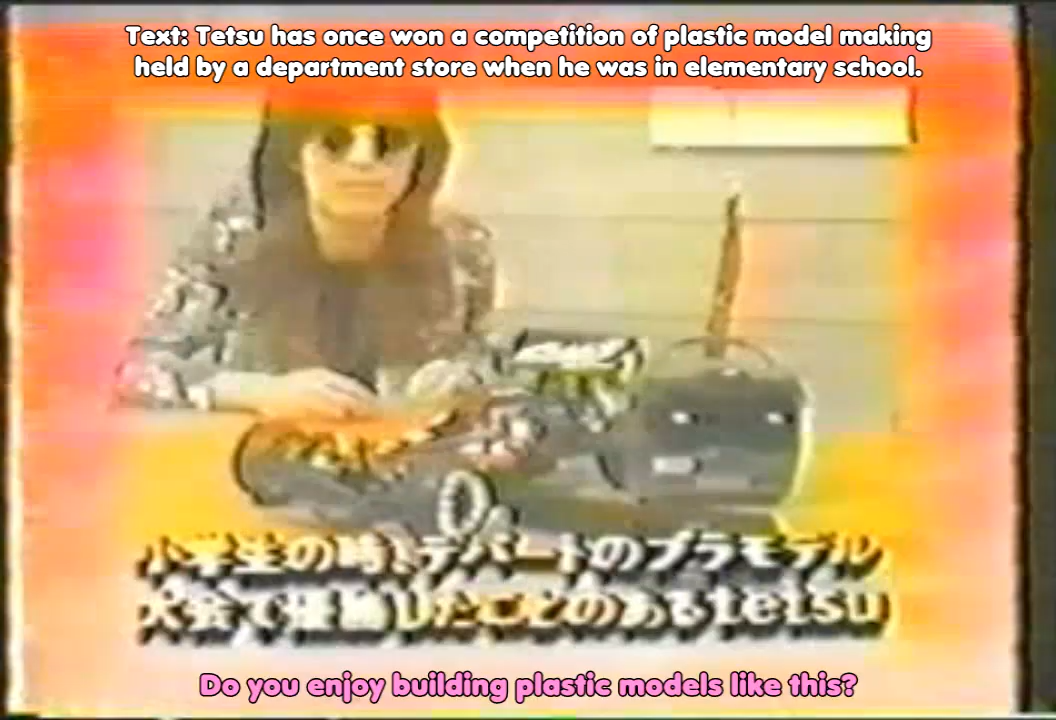 Text: Tetsu has once won a competition of plastic model making
held by a department store when he was in elementary school.
小学生の時、デパートのプラモデル
大会で優勝したことのあるtetsu
Do you enjoy building plastic models like this?